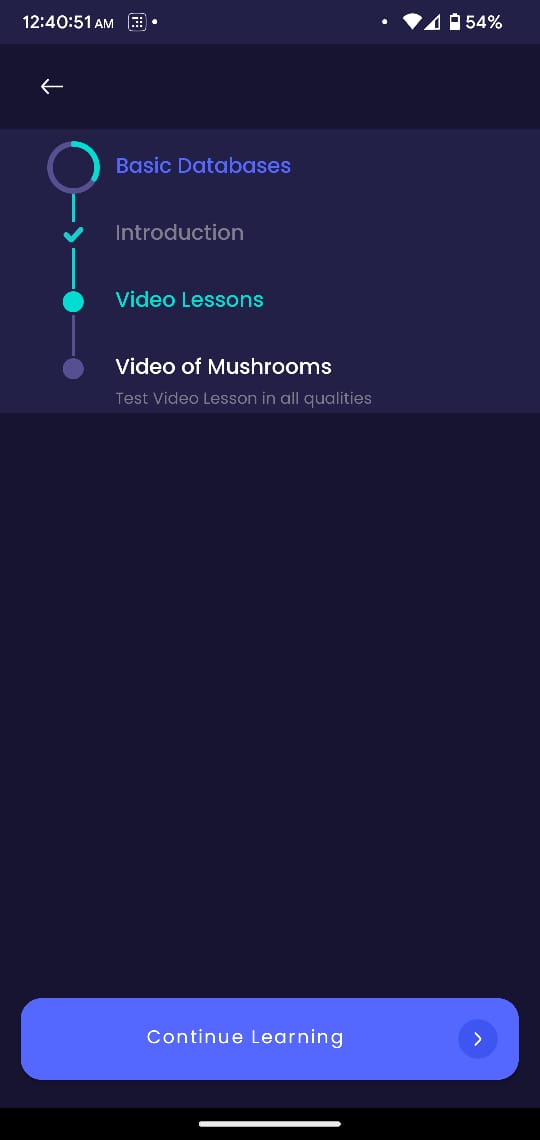 12:40:51 AM
54%
Basic Databases
Introduction
Video Lessons
Video of Mushrooms
Test Video Lesson in all qualities
Continue Learning